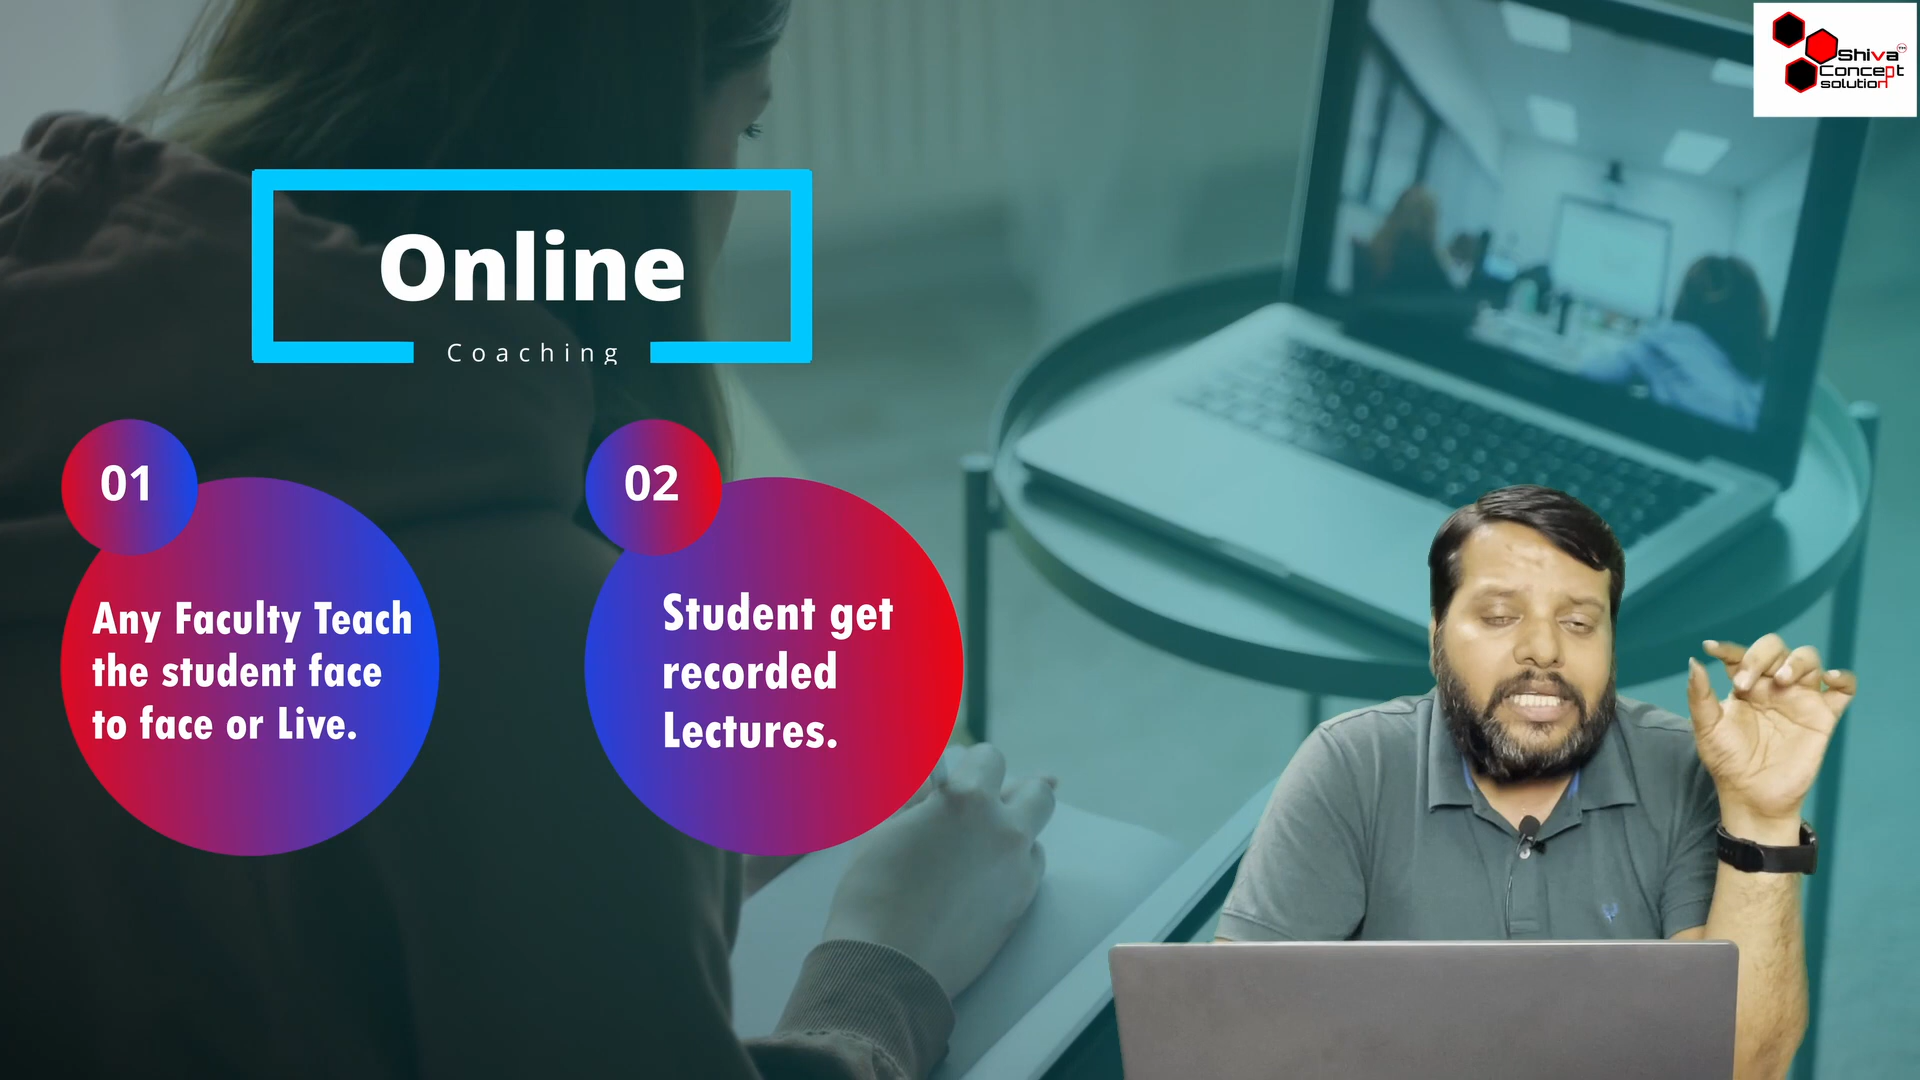 Shiva™
Concept
solution
Online
Coaching
01
Any Faculty Teach
the student face
to face or Live.
02
Student get
recorded
Lectures.